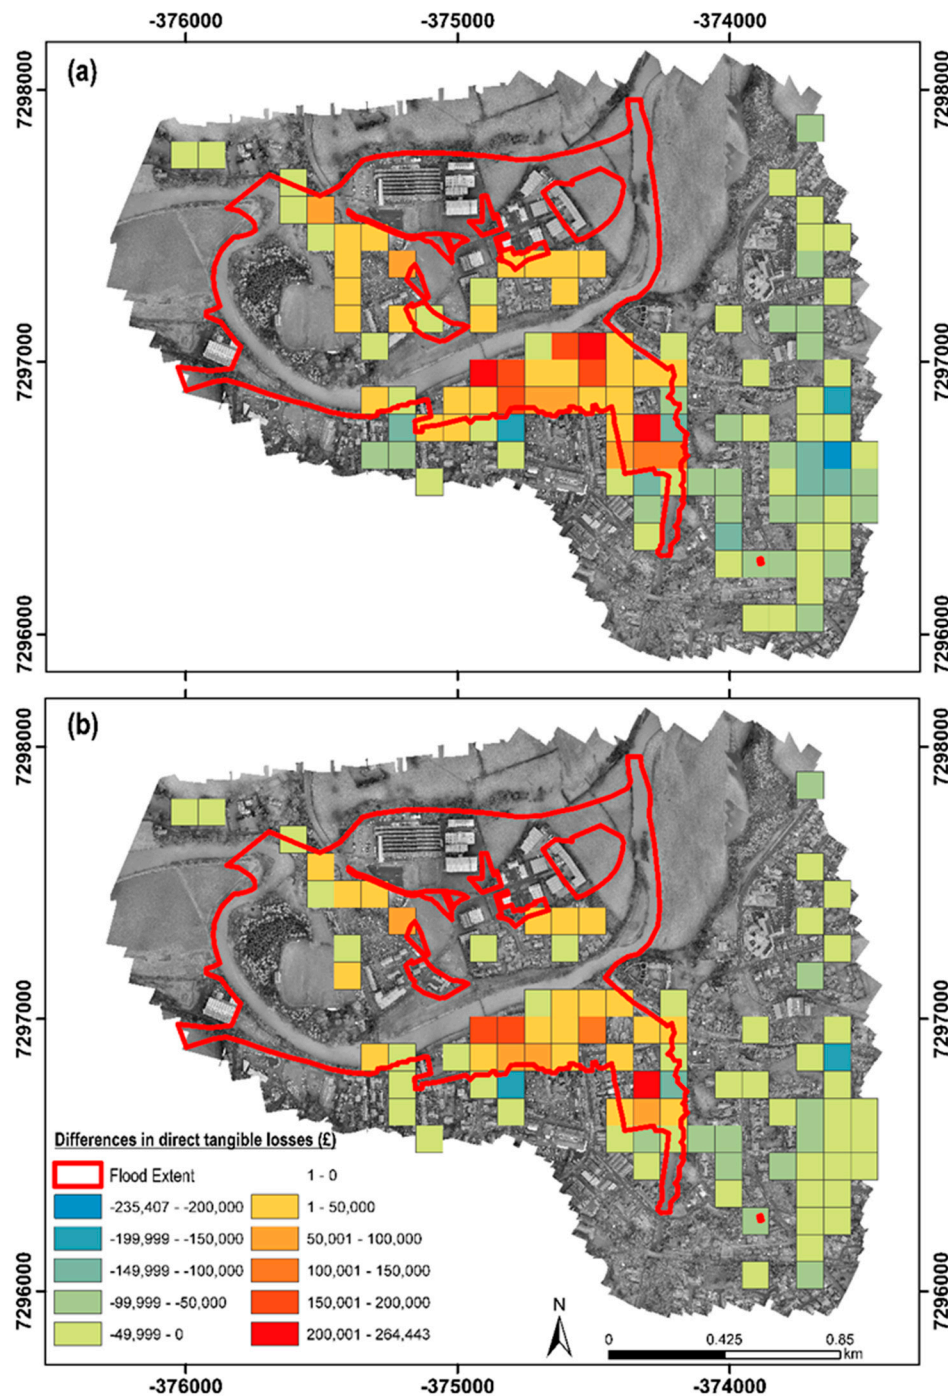 -376000 -375000 -374000
(a)
7298000 7298000
7297000 7297000
7296000 7296000
(b)
7298000 7298000
7297000 7297000
7296000 7296000
Differences in direct tangible losses (£)
Flood Extent 1 - 0
-235,407 - -200,000 1 - 50,000
-199,999 - -150,000 50,001 - 100,000
-149,999 - -100,000 100,001 - 150,000
-99,999 - -50,000 150,001 - 200,000
-49,999 - 0 200,001 - 264,443
N
0 0.425 0.85
km
-376000 -375000 -374000